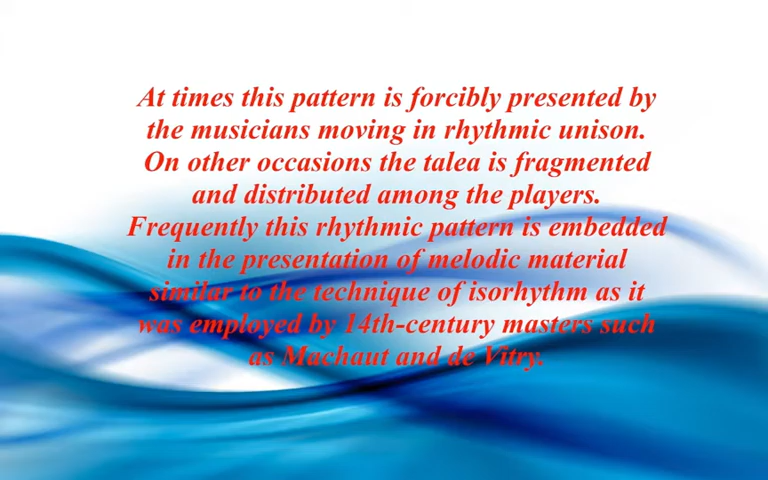 At times this pattern is forcibly presented by
the musicians moving in rhythmic unison.
On other occasions the talea is fragmented
and distributed among the players.
Frequently this rhythmic pattern is embedded
in the presentation of melodic material
similar to the technique of isorhythm as it
was employed by 14th-century masters such
as Machaut and de Vitry.